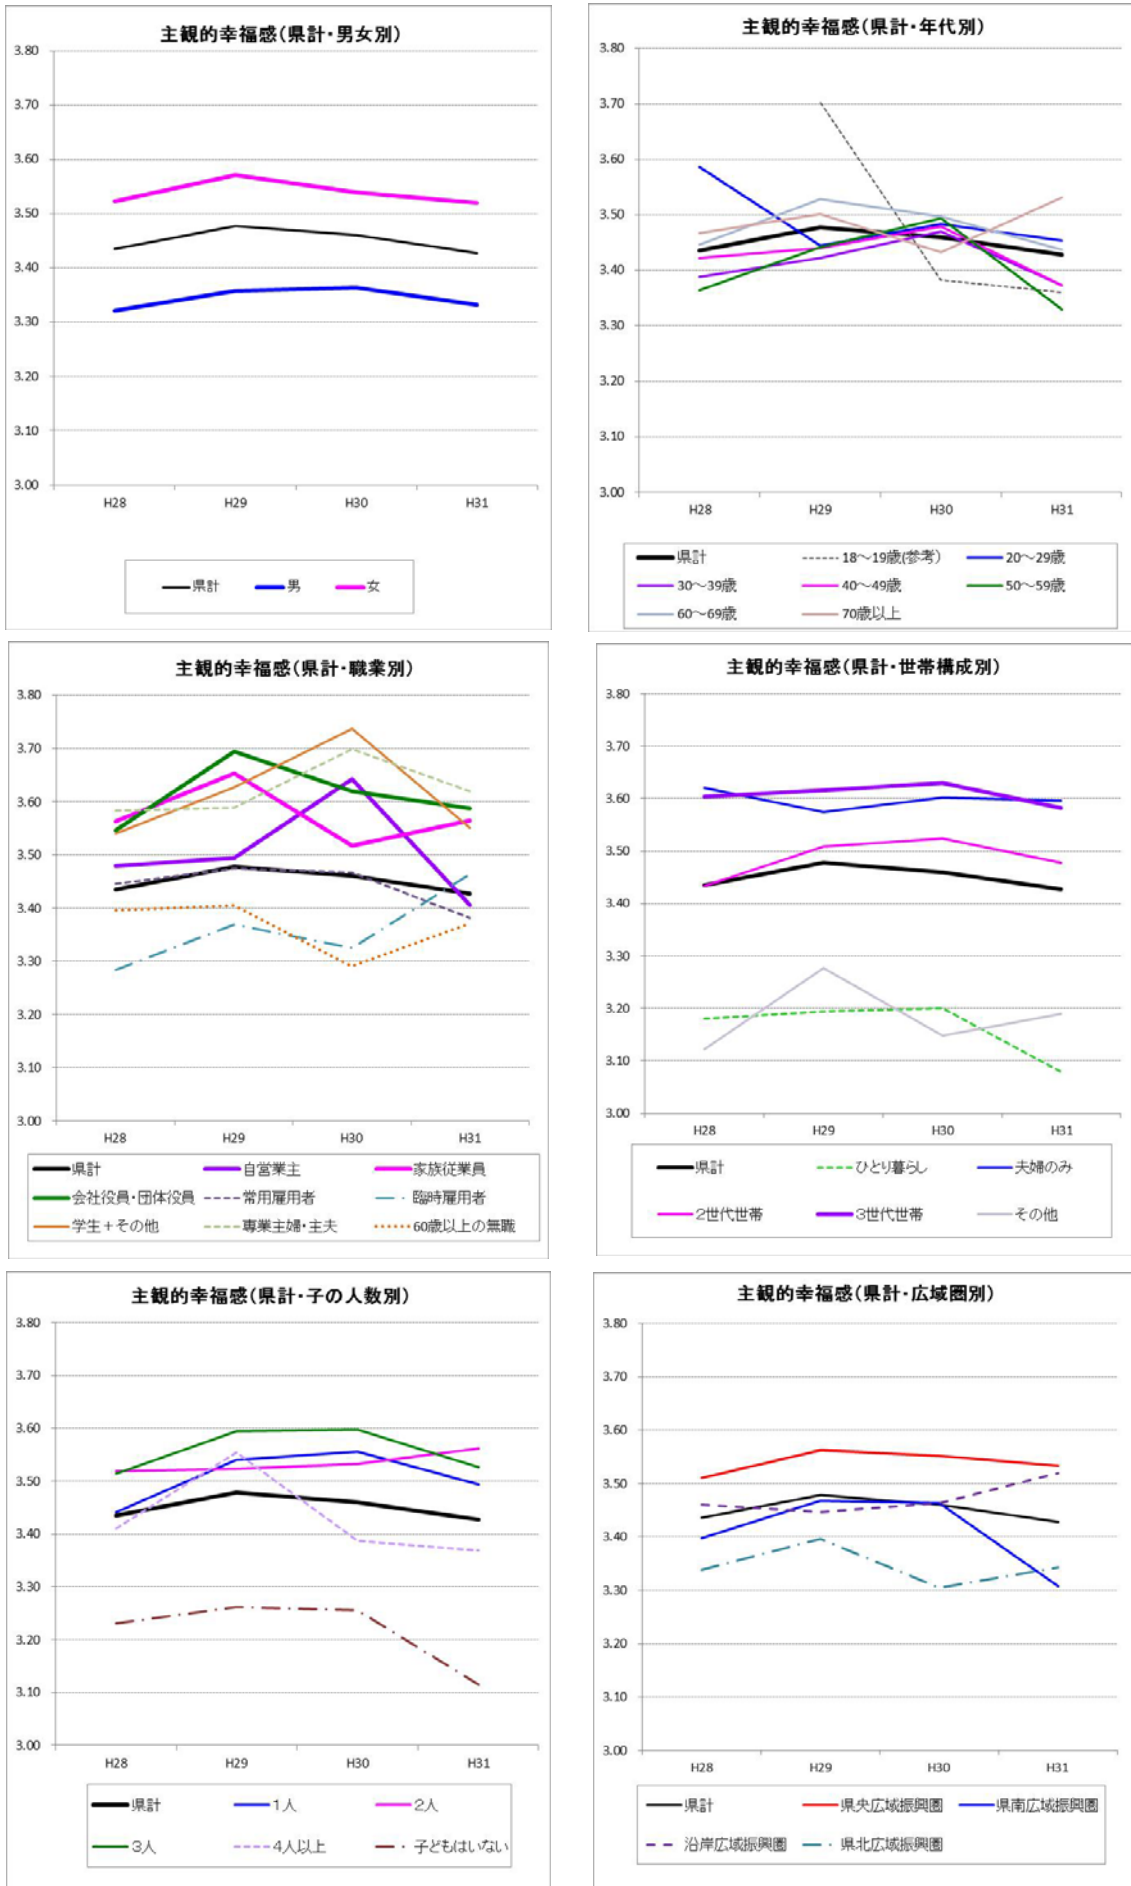 主観的幸福感(県計・男女別)
3.80
3.70
3.60
3.50
3.40
3.30
3.20
3.10
3.00
H28 H29 H30 H31
県計 男 女
主観的幸福感(県計・年代別)
3.80
3.70
3.60
3.50
3.40
3.30
3.20
3.10
3.00
H28 H29 H30 H31
県計 18～19歳(参考) 20～29歳
30～39歳 40～49歳 50～59歳
60～69歳 70歳以上
主観的幸福感(県計・職業別)
3.80
3.70
3.60
3.50
3.40
3.30
3.20
3.10
3.00
H28 H29 H30 H31
県計 自営業主 家族従業員
会社役員・団体役員 常用雇用者 臨時雇用者
学生＋その他 専業主婦・主夫 60歳以上の無職
主観的幸福感(県計・世帯構成別)
3.80
3.70
3.60
3.50
3.40
3.30
3.20
3.10
3.00
H28 H29 H30 H31
県計 ひとり暮らし 夫婦のみ
2世代世帯 3世代世帯 その他
主観的幸福感(県計・子の人数別)
3.80
3.70
3.60
3.50
3.40
3.30
3.20
3.10
3.00
H28 H29 H30 H31
県計 1人 2人
3人 4人以上 子どもはいない
主観的幸福感(県計・広域圏別)
3.80
3.70
3.60
3.50
3.40
3.30
3.20
3.10
3.00
H28 H29 H30 H31
県計 県央広域振興圏 県南広域振興圏
沿岸広域振興圏 県北広域振興圏